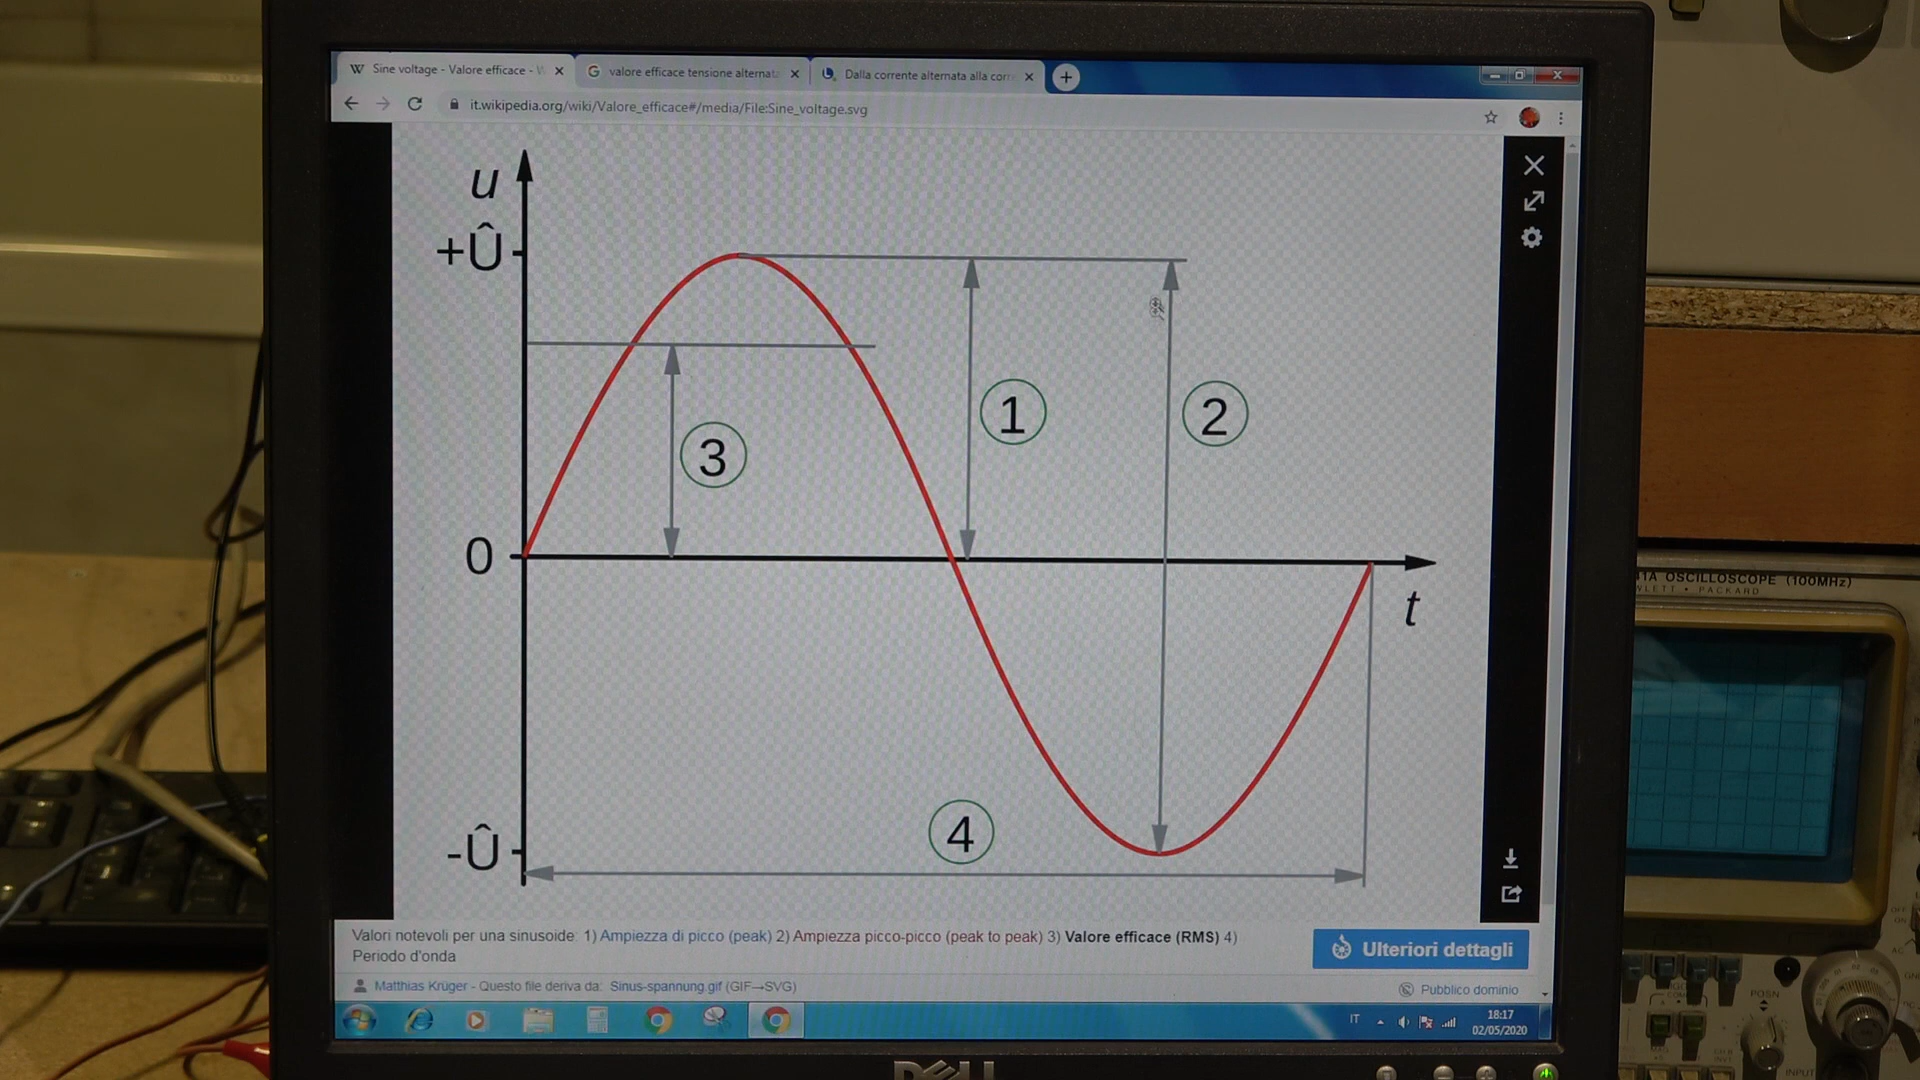 Sine voltage - Valore efficace -
valore efficace tensione alternat
Dalla corrente alternata alla corr
it.wikipedia.org/wiki/Valore_efficace#/media/File:Sine_voltage.svg
u
+Û
1
2
3
0
t
4
-Û
Valori notevoli per una sinusoide: 1) Ampiezza di picco (peak) 2) Ampiezza picco-picco (peak to peak) 3) Valore efficace (RMS) 4)
Periodo d'onda
Ulteriori dettagli
Matthias Krüger - Questo file deriva da: Sinus-spannung.gif (GIF→SVG)
Pubblico dominio
IT
18:17
02/05/2020
DELL
OSCILLOSCOPE (100MHz)
PACKARD
POSN
INPUT